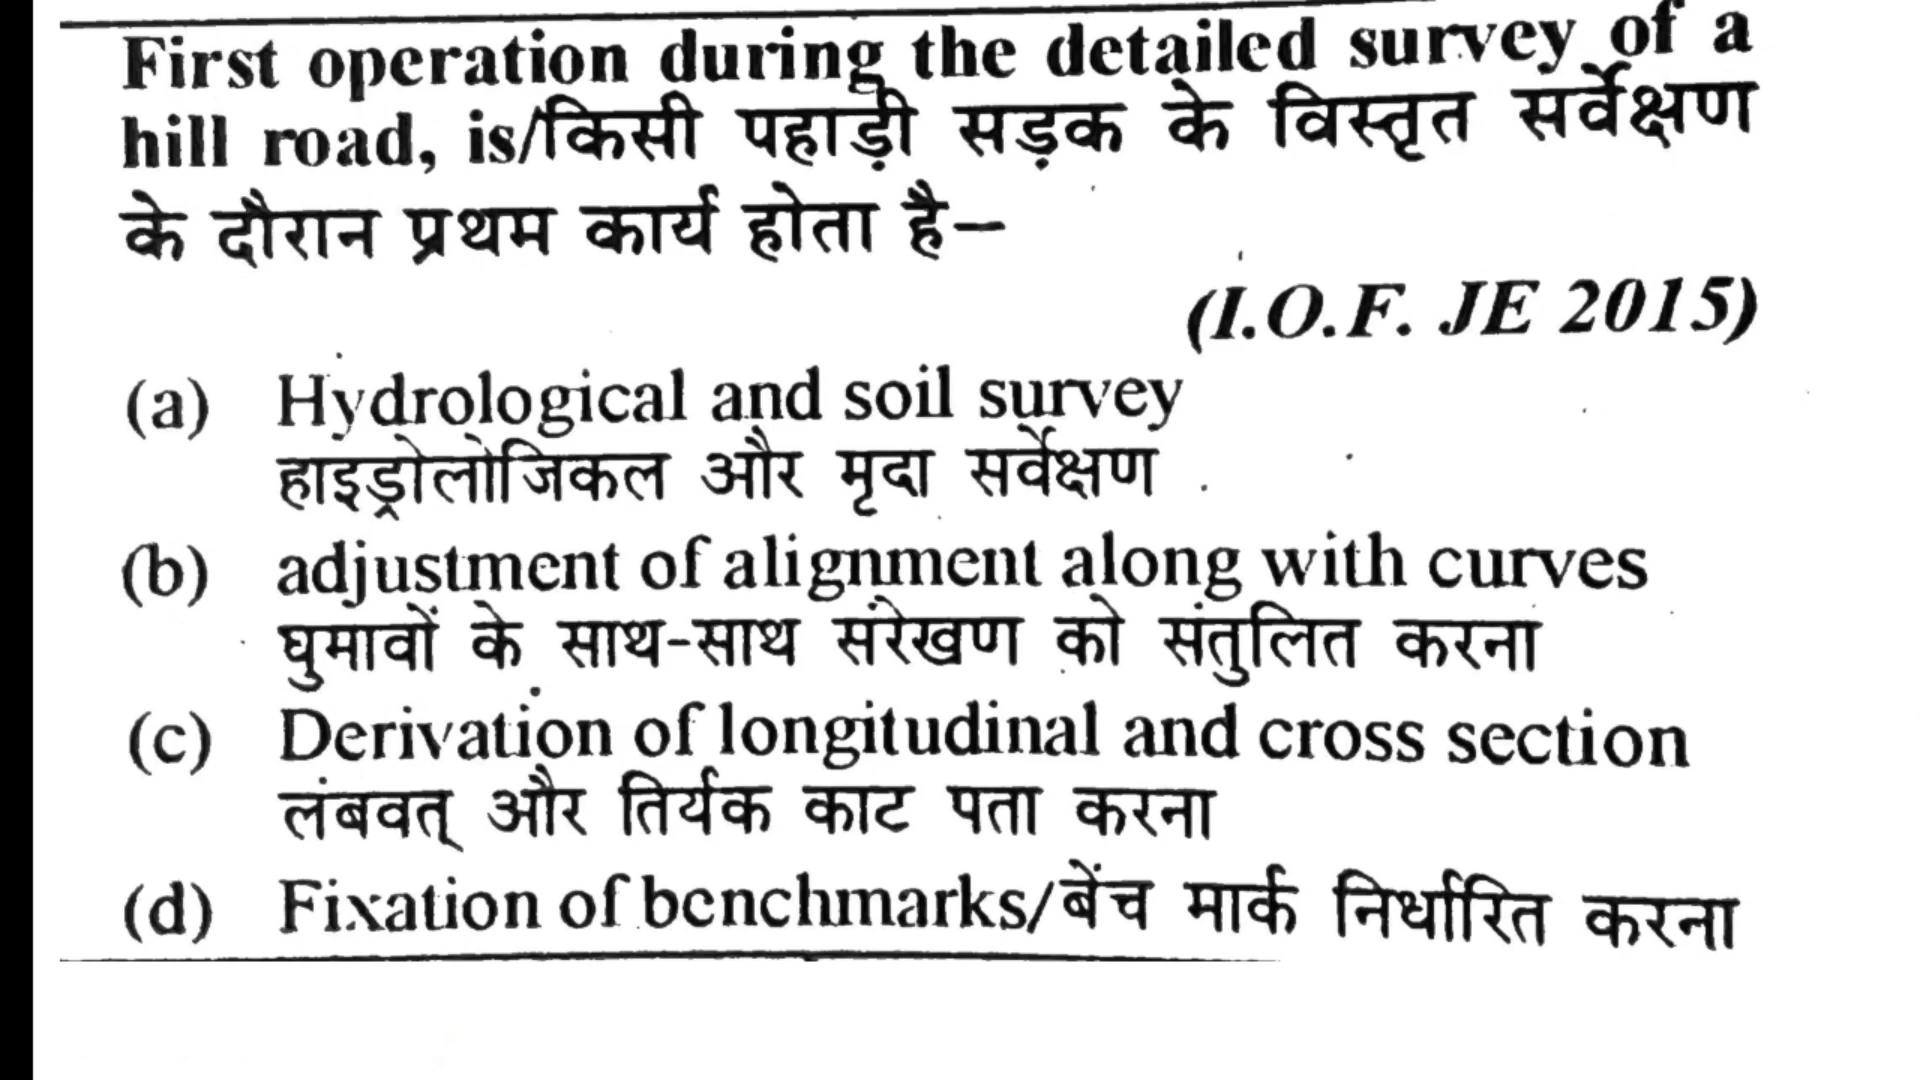 First operation during the detailed survey of a
hill road, is/किसी पहाड़ी सड़क के विस्तृत सर्वेक्षण
के दौरान प्रथम कार्य होता है–
(I.O.F. JE 2015)
(a) Hydrological and soil survey
हाइड्रोलोजिकल और मृदा सर्वेक्षण
(b) adjustment of alignment along with curves
घुमावों के साथ-साथ संरेखण को संतुलित करना
(c) Derivation of longitudinal and cross section
लंबवत् और तिर्यक काट पता करना
(d) Fixation of benchmarks/बेंच मार्क निर्धारित करना